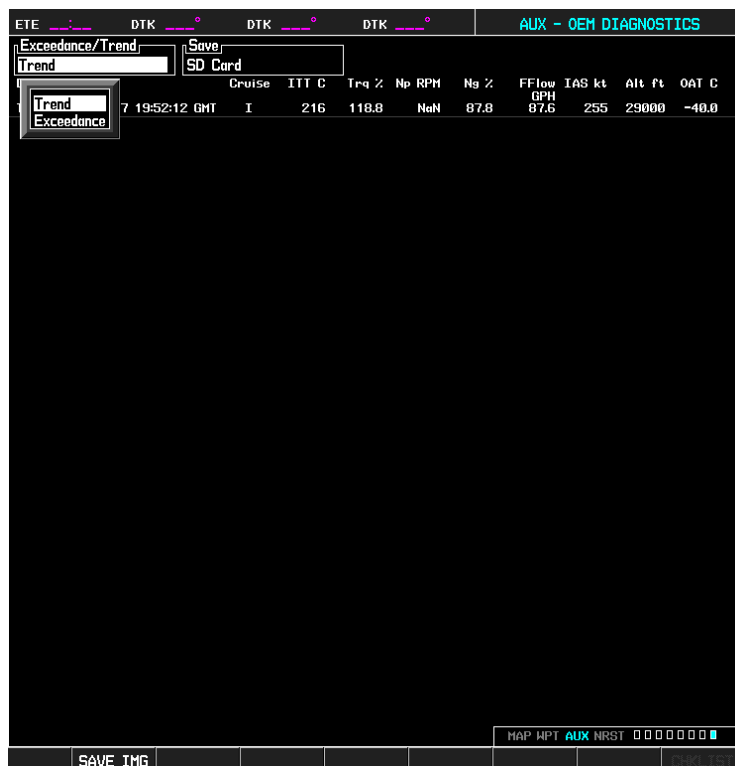 ETE __:__ DTK ___° DTK ___° DTK ___° AUX - OEM DIAGNOSTICS
Exceedance/Trend Save
Trend SD Card
Cruise ITT C Trq % Np RPM Ng % FFlow GPH IAS kt Alt ft OAT C
Trend
7 19:52:12 GMT I 216 118.8 NaN 87.8 87.6 255 29000 -40.0
Exceedance
MAP WPT AUX NRST
SAVE IMG CHKLIST